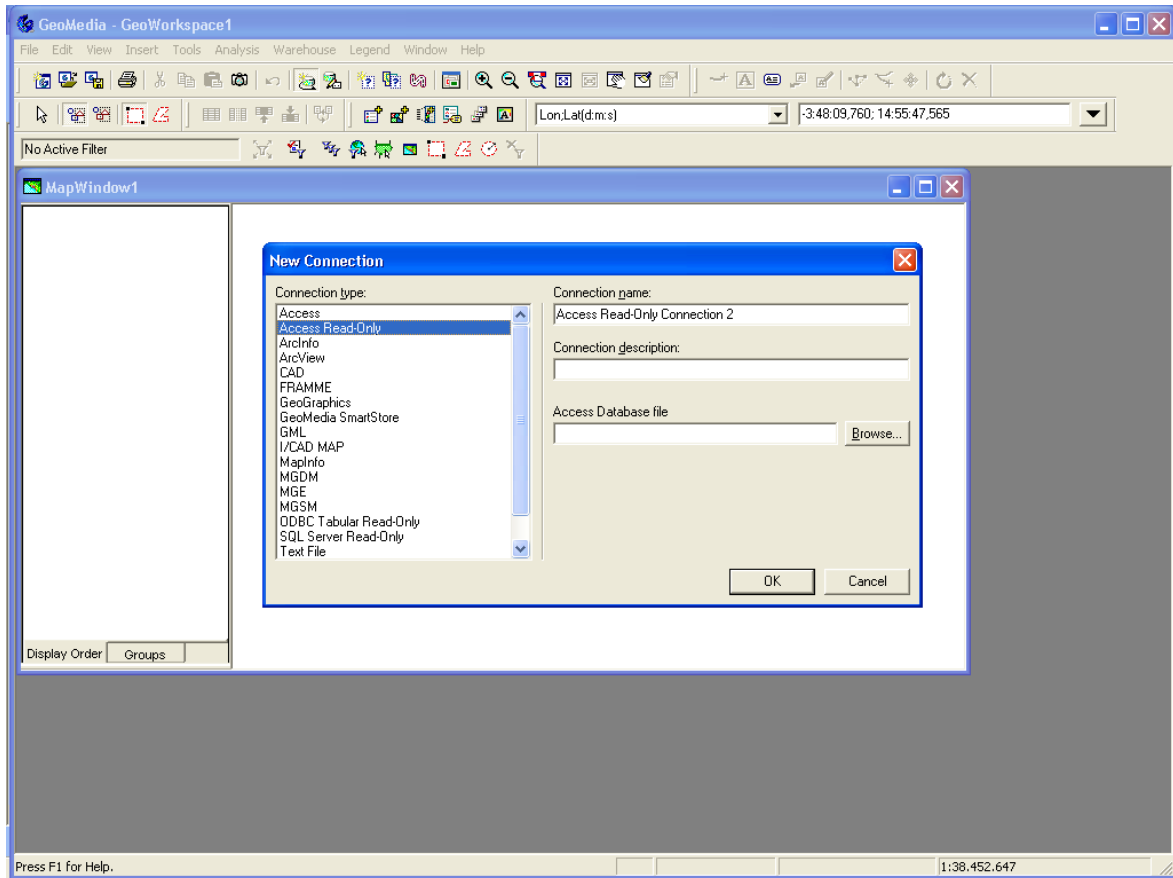 GeoMedia - GeoWorkspace1
File Edit View Insert Tools Analysis Warehouse Legend Window Help
Lon;Lat(d:m:s) -3:48:09,760; 14:55:47,565
No Active Filter
MapWindow1
New Connection
Connection type:
Access
Access Read-Only
ArcInfo
ArcView
CAD
FRAMME
GeoGraphics
GeoMedia SmartStore
GML
I/CAD MAP
MapInfo
MGDM
MGE
MGSM
ODBC Tabular Read-Only
SQL Server Read-Only
Text File
Connection name:
Access Read-Only Connection 2
Connection description:
Access Database file
Browse...
OK Cancel
Display Order Groups
Press F1 for Help. 1:38.452.647